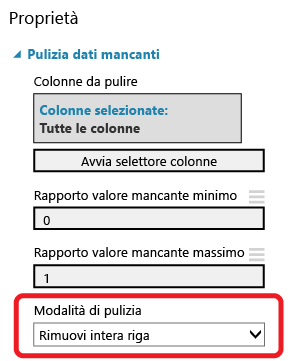 Proprietà
Pulizia dati mancanti
Colonne da pulire
Colonne selezionate:
Tutte le colonne
Avvia selettore colonne
Rapporto valore mancante minimo
0
Rapporto valore mancante massimo
1
Modalità di pulizia
Rimuovi intera riga